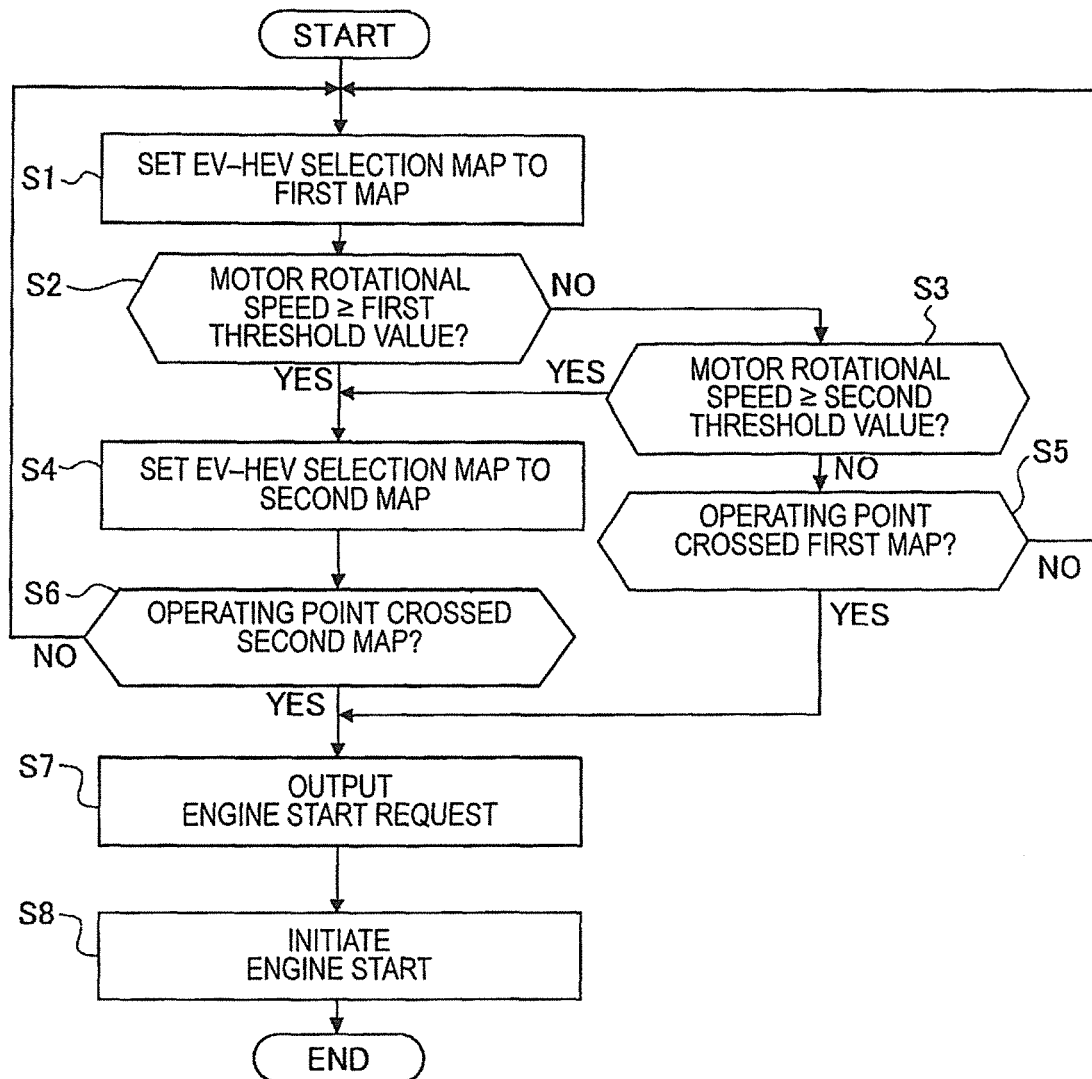 START
S1
SET EV–HEV SELECTION MAP TO
FIRST MAP
S2
MOTOR ROTATIONAL
SPEED ≥ FIRST
THRESHOLD VALUE?
NO
YES
S3
MOTOR ROTATIONAL
SPEED ≥ SECOND
THRESHOLD VALUE?
YES
NO
S4
SET EV–HEV SELECTION MAP TO
SECOND MAP
S5
OPERATING POINT
CROSSED FIRST MAP?
NO
YES
S6
OPERATING POINT CROSSED
SECOND MAP?
NO
YES
S7
OUTPUT
ENGINE START REQUEST
S8
INITIATE
ENGINE START
END